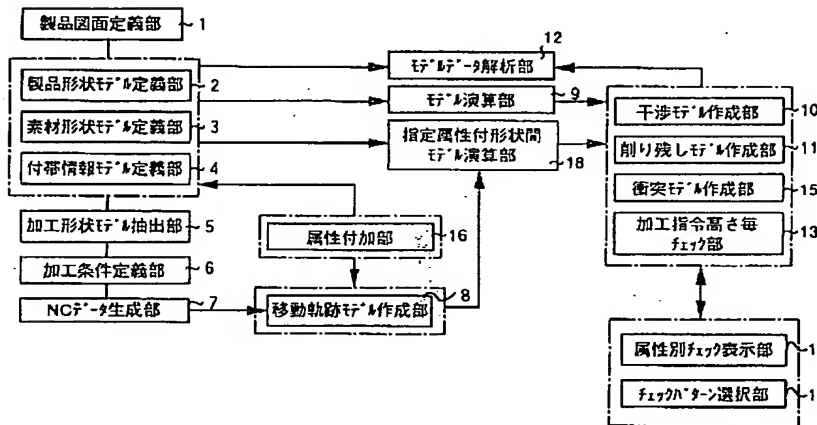 製品図面定義部
1
製品形状モデル定義部
2
素材形状モデル定義部
3
付帯情報モデル定義部
4
加工形状モデル抽出部
5
加工条件定義部
6
NCデータ生成部
7
モデルデータ解析部
12
モデル演算部
9
指定属性付形状間
モデル演算部
18
属性付加部
16
移動軌跡モデル作成部
8
干渉モデル作成部
10
削り残しモデル作成部
11
衝突モデル作成部
15
加工指令高さ毎
チェック部
13
属性別チェック表示部
1
チェックパターン選択部
1